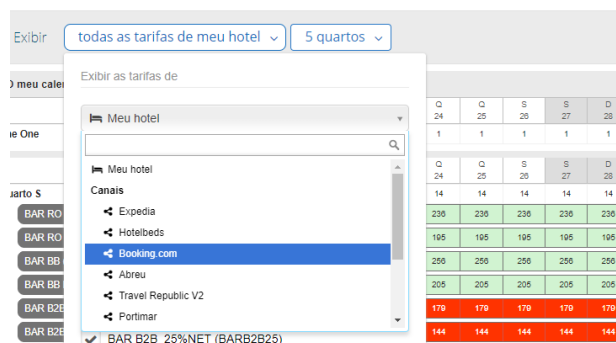 Exibir todas as tarifas de meu hotel 5 quartos
O meu caler
Exibir as tarifas de
Meu hotel
Q Q S S D
24 25 26 27 28
ne One 1 1 1 1 1
Meu hotel
Q Q S S D
24 25 26 27 28
Canais
uarto S 14 14 14 14 14
Expedia
BAR RO 236 236 236 236 236
Hotelbeds
BAR RO 195 195 195 195 195
Booking.com
BAR BB 256 256 256 256 256
Abreu
BAR BB 205 205 205 205 205
Travel Republic V2
BAR B2B 179 179 179 179 179
Portimar
BAR B2B 144 144 144 144 144
BAR B2B 25%NET (BARB2B25)